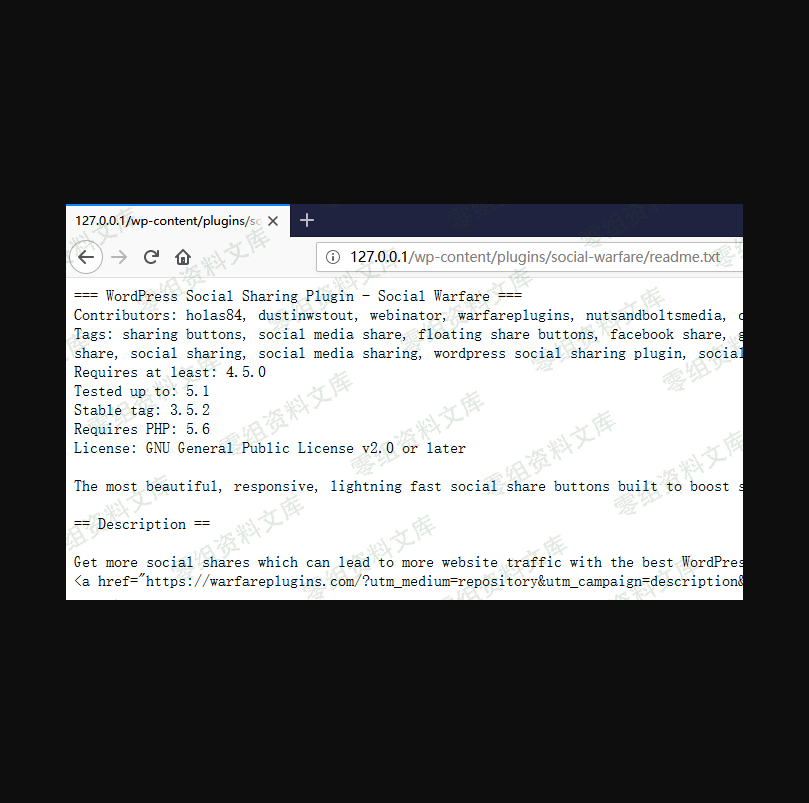 127.0.0.1/wp-content/plugins/so
127.0.0.1/wp-content/plugins/social-warfare/readme.txt
=== WordPress Social Sharing Plugin - Social Warfare ===
Contributors: holas84, dustinwstout, webinator, warfareplugins, nutsandboltsmedia,
Tags: sharing buttons, social media share, floating share buttons, facebook share,
share, social sharing, social media sharing, wordpress social sharing plugin, social
Requires at least: 4.5.0
Tested up to: 5.1
Stable tag: 3.5.2
Requires PHP: 5.6
License: GNU General Public License v2.0 or later
The most beautiful, responsive, lightning fast social share buttons built to boost s
== Description ==
Get more social shares which can lead to more website traffic with the best WordPres
<a href="https://warfareplugins.com/?utm_medium=repository&utm_campaign=description&
零组资料文库